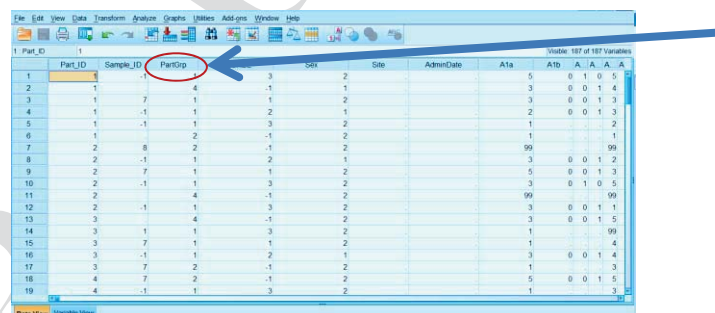 File Edit View Data Transform Analyze Graphs Utilities Add-ons Window Help
1 : Part_ID 1 Visible: 187 of 187 Variables
Part_ID Sample_ID PartGrp Sex Site AdminDate A1a A1b A A A A
1 1 -1 1 3 2 . . 5 0 1 0 5
2 1 4 -1 1 . . 3 0 0 1 4
3 1 7 1 1 2 . . 3 0 0 1 3
4 1 -1 1 2 1 . . 2 0 0 1 3
5 1 -1 1 3 2 . . 1 . . . 2
6 1 . 2 -1 2 . . 1 . . . 1
7 2 8 2 -1 2 . . 99 . . . 99
8 2 -1 1 2 1 . . 3 0 0 1 2
9 2 7 1 1 2 . . 5 0 0 1 3
10 2 -1 1 3 2 . . 3 0 1 0 5
11 2 4 -1 2 . . 99 . . . 99
12 2 -1 1 3 2 . . 3 0 0 1 1
13 3 4 -1 2 . . 3 0 0 1 5
14 3 1 1 3 2 . . 1 . . . 99
15 3 7 1 1 2 . . 1 . . . 4
16 3 -1 1 2 1 . . 3 0 0 1 4
17 3 7 2 -1 2 . . 1 . . . 3
18 4 7 2 -1 2 . . 5 0 0 1 5
19 4 -1 1 3 2 . . 1 . . . 3
Data View Variable View